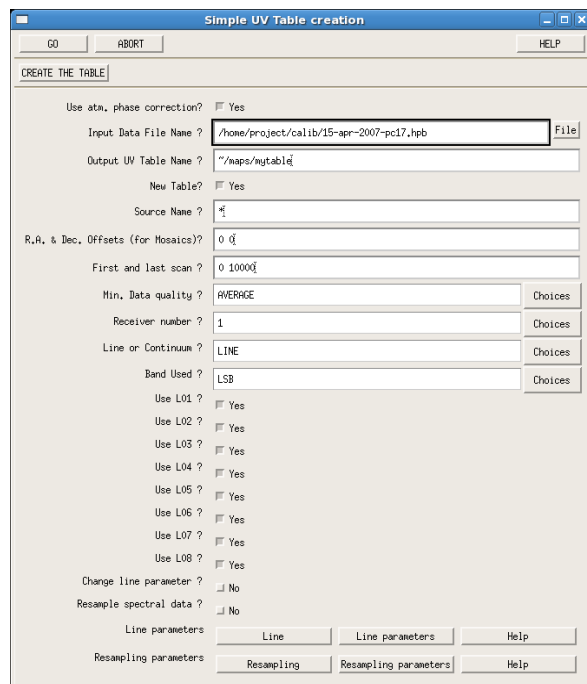 Simple UV Table creation
GO ABORT HELP
CREATE THE TABLE
Use atm. phase correction? Yes
Input Data File Name ? /home/project/calib/15-apr-2007-pc17.hpb File
Output UV Table Name ? ~/maps/mytable
New Table? Yes
Source Name ? *
R.A. & Dec. Offsets (for Mosaics)? 0 0
First and last scan ? 0 10000
Min. Data quality ? AVERAGE Choices
Receiver number ? 1 Choices
Line or Continuum ? LINE Choices
Band Used ? LSB Choices
Use L01 ? Yes
Use L02 ? Yes
Use L03 ? Yes
Use L04 ? Yes
Use L05 ? Yes
Use L06 ? Yes
Use L07 ? Yes
Use L08 ? Yes
Change line parameter ? No
Resample spectral data ? No
Line parameters Line Line parameters Help
Resampling parameters Resampling Resampling parameters Help